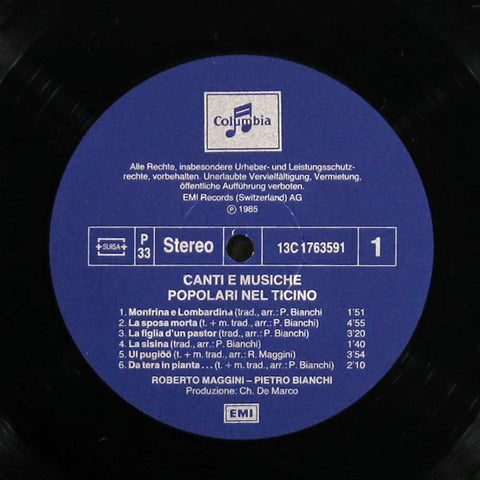 Columbia
Alle Rechte, insbesondere Urheber- und Leistungsschutz-
rechte, vorbehalten. Unerlaubte Vervielfältigung, Vermietung,
öffentliche Aufführung verboten.
EMI Records (Switzerland) AG
℗ 1985
SUISA P 33 Stereo 13C 1763591 1
CANTI E MUSICHE
POPOLARI NEL TICINO
1. Monfrina e Lombardina (trad., arr.: P. Bianchi) 1'51
2. La sposa morta (t. + m. trad., arr.: P. Bianchi) 4'55
3. La figlia d'un pastor (trad., arr.: P. Bianchi) 3'20
4. La sisina (trad., arr.: P. Bianchi) 1'40
5. Ul pugiöö (t. + m. trad., arr.: R. Maggini) 3'54
6. Da tera in pianta... (trad., arr.: P. Bianchi) 2'10
ROBERTO MAGGINI – PIETRO BIANCHI
Produzione: Ch. De Marco
EMI